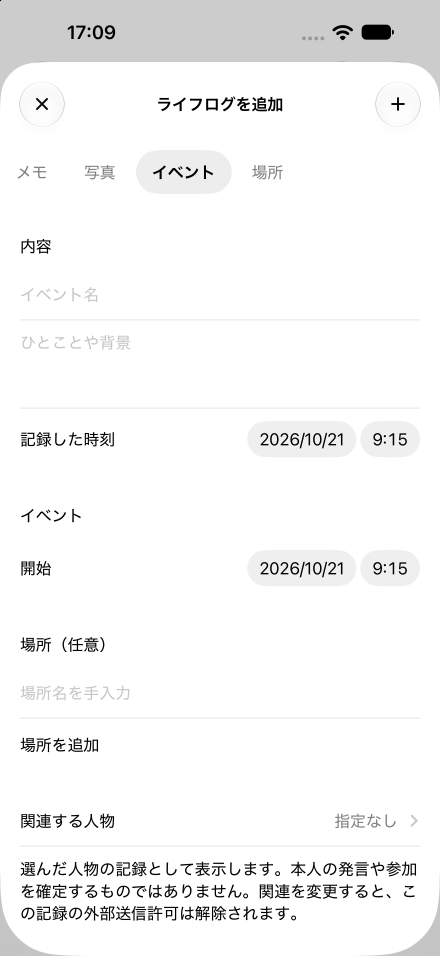 17:09
ライフログを追加
メモ 写真 イベント 場所
内容
イベント名
ひとことや背景
記録した時刻 2026/10/21 9:15
イベント
開始 2026/10/21 9:15
場所（任意）
場所名を手入力
場所を追加
関連する人物 指定なし
選んだ人物の記録として表示します。本人の発言や参加
を確定するものではありません。関連を変更すると、こ
の記録の外部送信許可は解除されます。